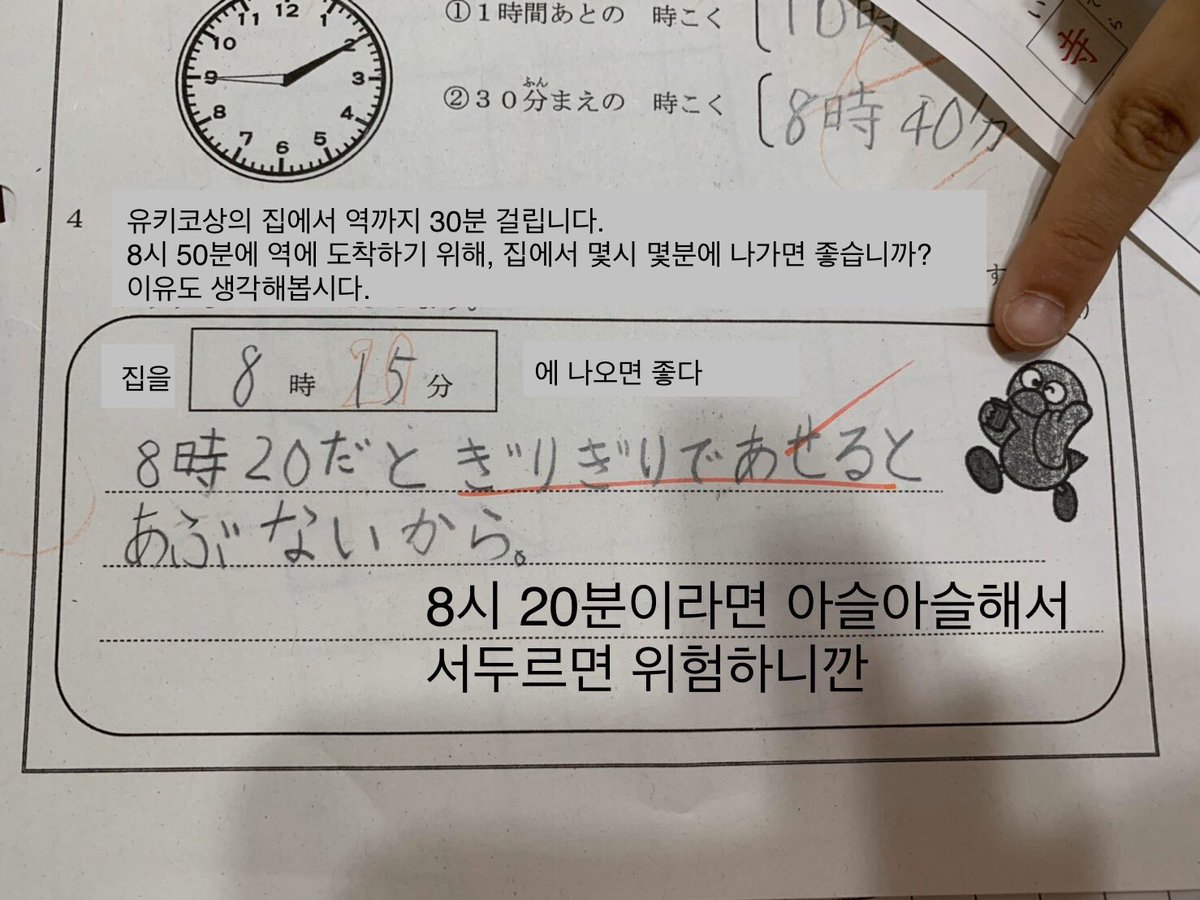 11 12 1
10 2
9 3
8 4
7 6 5
①1時間あとの 時こく
10時
ふん
②30分まえの 時こく
8時40分
寺
4
유키코상의 집에서 역까지 30분 걸립니다.
8시 50분에 역에 도착하기 위해, 집에서 몇시 몇분에 나가면 좋습니까?
이유도 생각해봅시다.
집을 8時15分 에 나오면 좋다
8時20だとぎりぎりであせると
あぶないから。
8시 20분이라면 아슬아슬해서
서두르면 위험하니깐